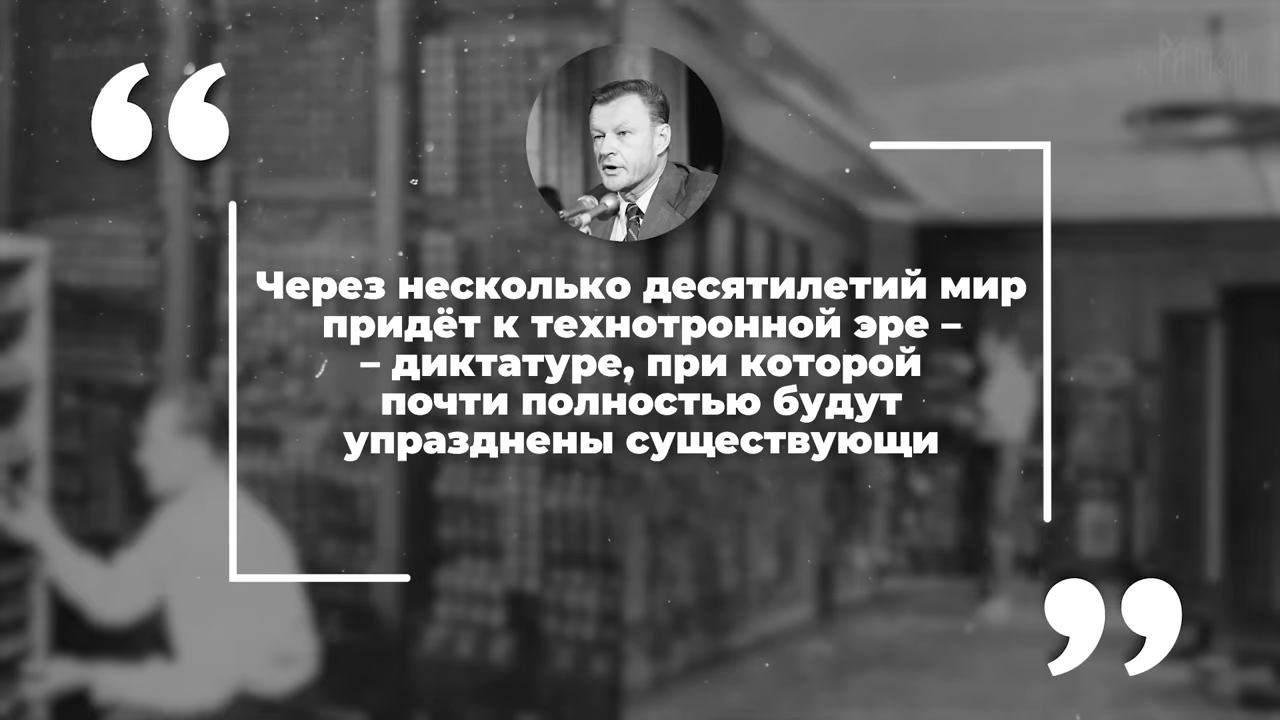 Через несколько десятилетий мир
придёт к технотронной эре –
– диктатуре, при которой
почти полностью будут
упразднены существующи